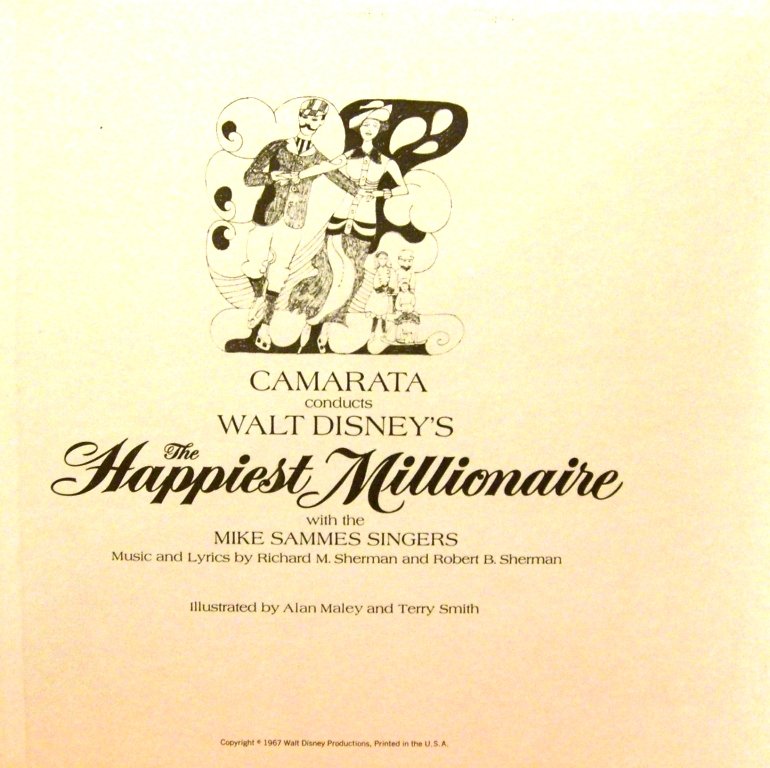 CAMARATA
conducts
WALT DISNEY'S
The
Happiest Millionaire
with the
MIKE SAMMES SINGERS
Music and Lyrics by Richard M. Sherman and Robert B. Sherman
Illustrated by Alan Maley and Terry Smith
Copyright © 1967 Walt Disney Productions, Printed in the U.S.A.